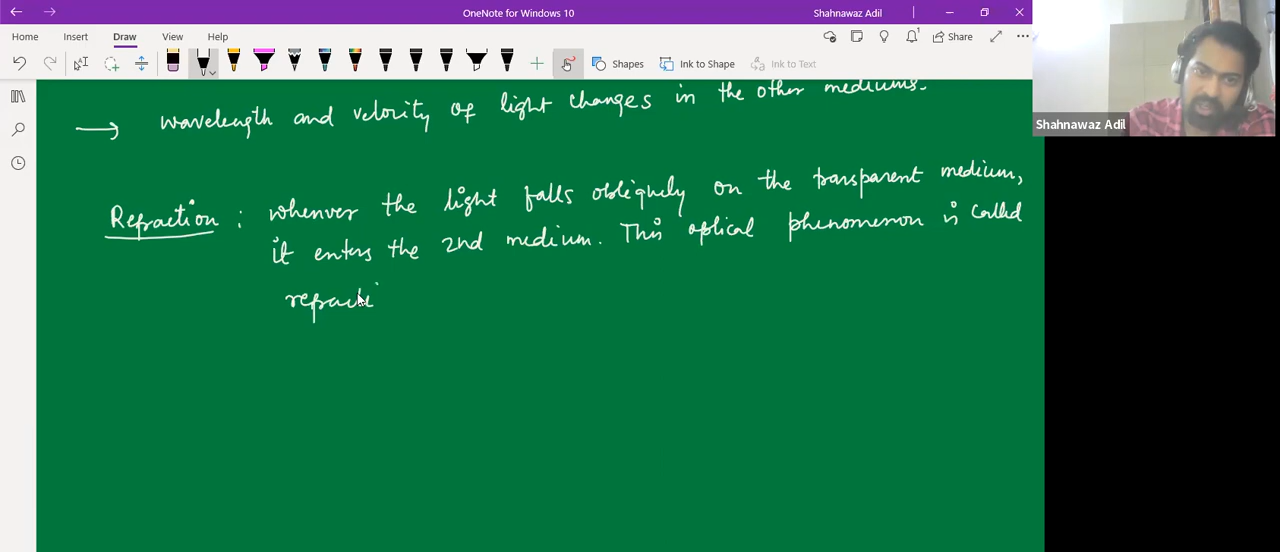 OneNote for Windows 10
Shahnawaz Adil
Home Insert Draw View Help
Share
Shapes
Ink to Shape
Ink to Text
Shahnawaz Adil
→ wavelength and velocity of light changes in the other mediums.
Refraction : whenver the light falls obliquely on the transparent medium,
it enters the 2nd medium. This optical phenomenon is called
refracti